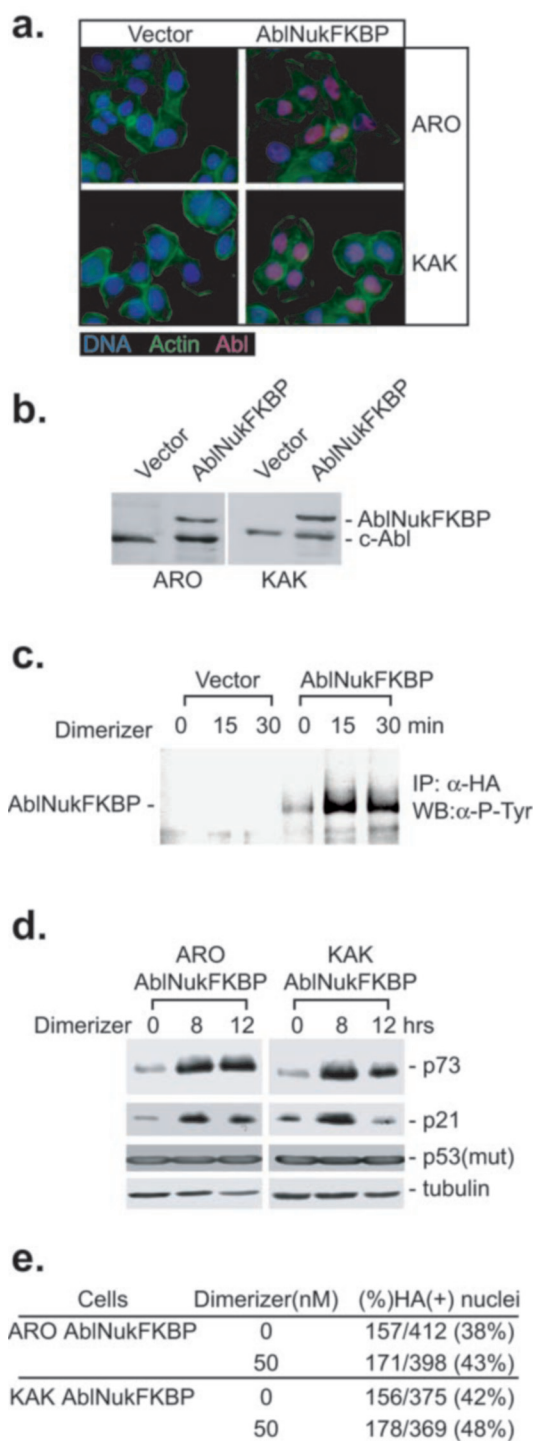 a.
Vector AblNukFKBP
ARO
KAK
DNA Actin Abl
b.
Vector AblNukFKBP Vector AblNukFKBP
- AblNukFKBP
- c-Abl
ARO KAK
c.
Vector AblNukFKBP
Dimerizer 0 15 30 0 15 30 min
AblNukFKBP -
IP: α-HA
WB:α-P-Tyr
d.
ARO KAK
AblNukFKBP AblNukFKBP
Dimerizer 0 8 12 0 8 12 hrs
- p73
- p21
- p53(mut)
- tubulin
e.
Cells Dimerizer(nM) (%)HA(+) nuclei
ARO AblNukFKBP 0 157/412 (38%)
50 171/398 (43%)
KAK AblNukFKBP 0 156/375 (42%)
50 178/369 (48%)